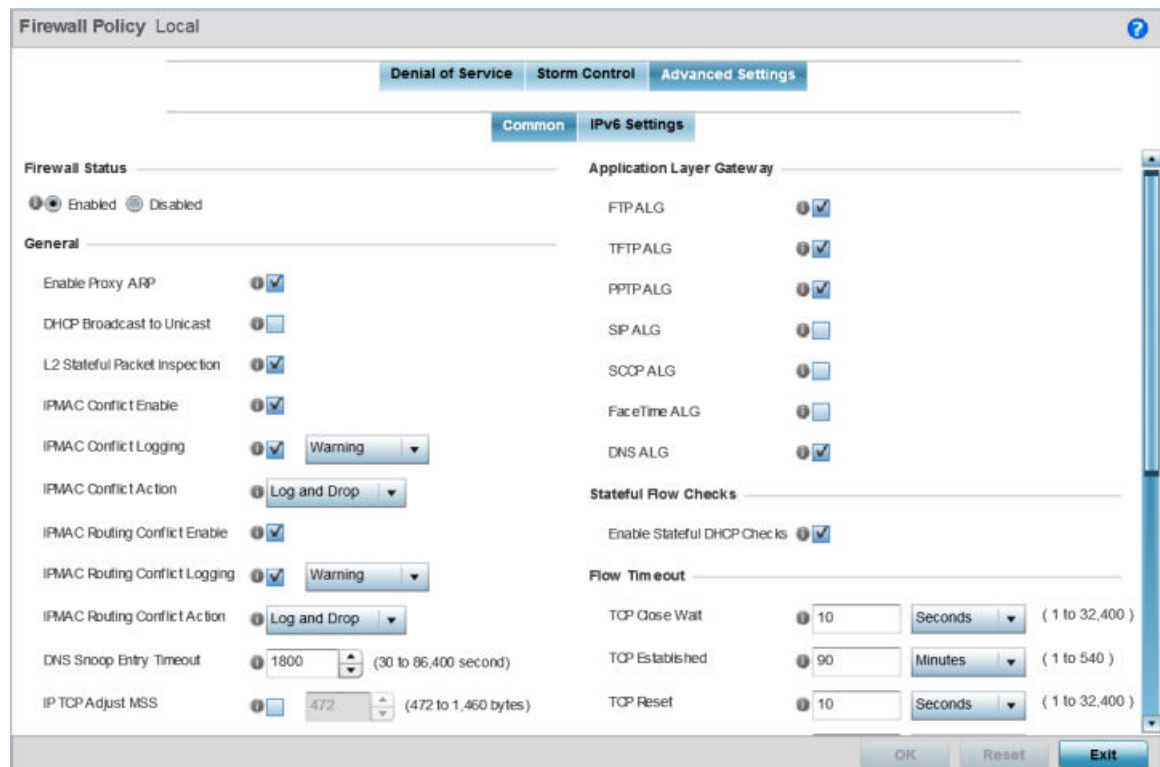 Firewall Policy Local
Denial of Service Storm Control Advanced Settings
Common IPv6 Settings
Firewall Status
Enabled Disabled
General
Enable Proxy ARP
DHCP Broadcast to Unicast
L2 Stateful Packet Inspection
IPMAC Conflict Enable
IPMAC Conflict Logging Warning
IPMAC Conflict Action Log and Drop
IPMAC Routing Conflict Enable
IPMAC Routing Conflict Logging Warning
IPMAC Routing Conflict Action Log and Drop
DNS Snoop Entry Timeout 1800 (30 to 86,400 second)
IP TCP Adjust MSS 472 (472 to 1,460 bytes)
Application Layer Gateway
FTP ALG
TFTP ALG
PPTP ALG
SIP ALG
SCCP ALG
FaceTime ALG
DNS ALG
Stateful Flow Checks
Enable Stateful DHCP Checks
Flow Timeout
TCP Close Wait 10 Seconds ( 1 to 32,400 )
TCP Established 90 Minutes ( 1 to 540 )
TCP Reset 10 Seconds ( 1 to 32,400 )
OK Reset Exit